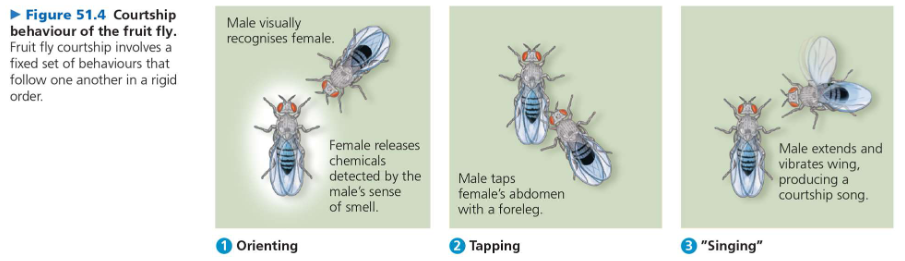 ▶ Figure 51.4 Courtship
behaviour of the fruit fly.
Fruit fly courtship involves a
fixed set of behaviours that
follow one another in a rigid
order.
Male visually
recognises female.
Female releases
chemicals
detected by the
male's sense
of smell.
1 Orienting
Male taps
female's abdomen
with a foreleg.
2 Tapping
Male extends and
vibrates wing,
producing a
courtship song.
3 "Singing"